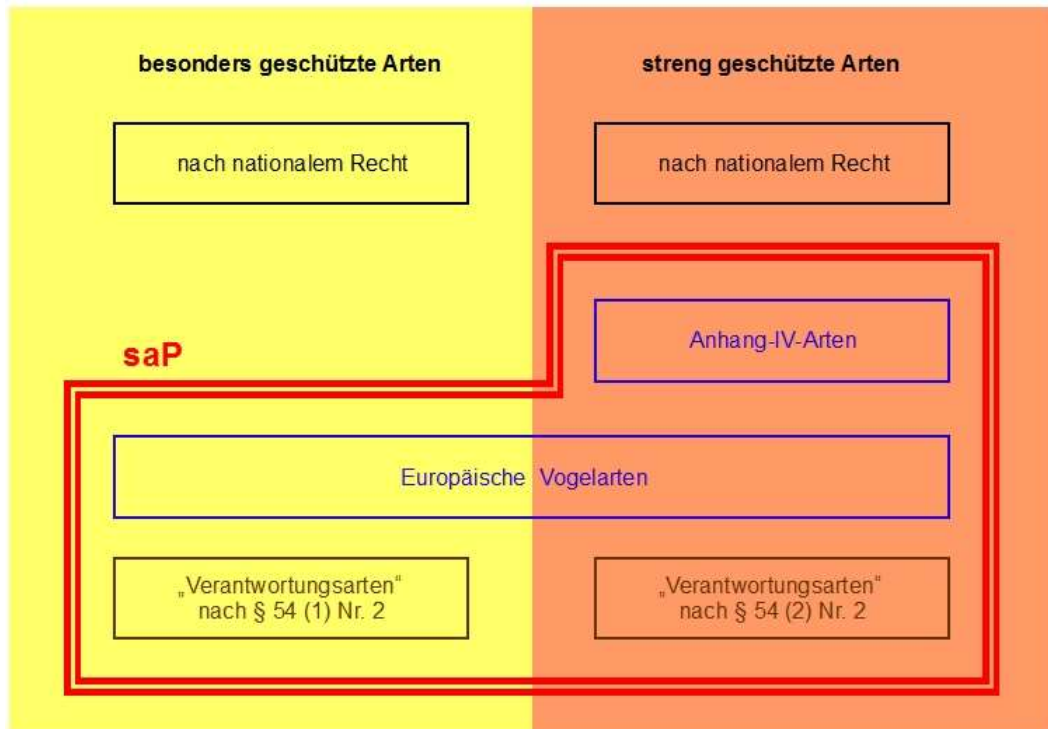 besonders geschützte Arten
streng geschützte Arten
nach nationalem Recht
nach nationalem Recht
Anhang-IV-Arten
saP
Europäische Vogelarten
„Verantwortungsarten“
nach § 54 (1) Nr. 2
„Verantwortungsarten“
nach § 54 (2) Nr. 2